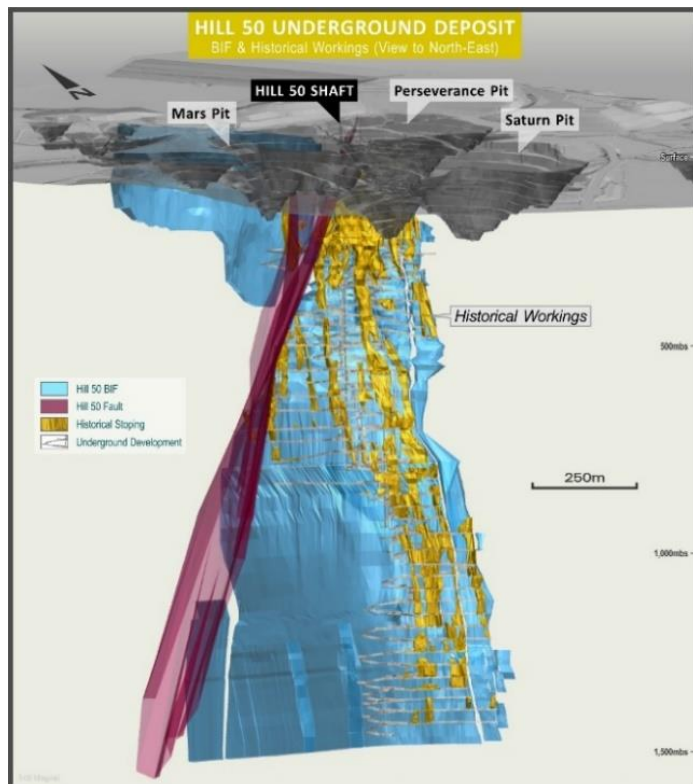 HILL 50 UNDERGROUND DEPOSIT
BIF & Historical Workings (View to North-East)
N
HILL 50 SHAFT
Perseverance Pit
Mars Pit
Saturn Pit
Surface
Historical Workings
500mbs
Hill 50 BIF
Hill 50 Fault
Historical Stoping
Underground Development
250m
1,000mbs
1,500mbs